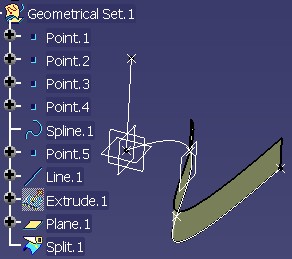 Geometrical Set.1
Point.1
Point.2
Point.3
Point.4
Spline.1
Point.5
Line.1
Extrude.1
Plane.1
Split.1